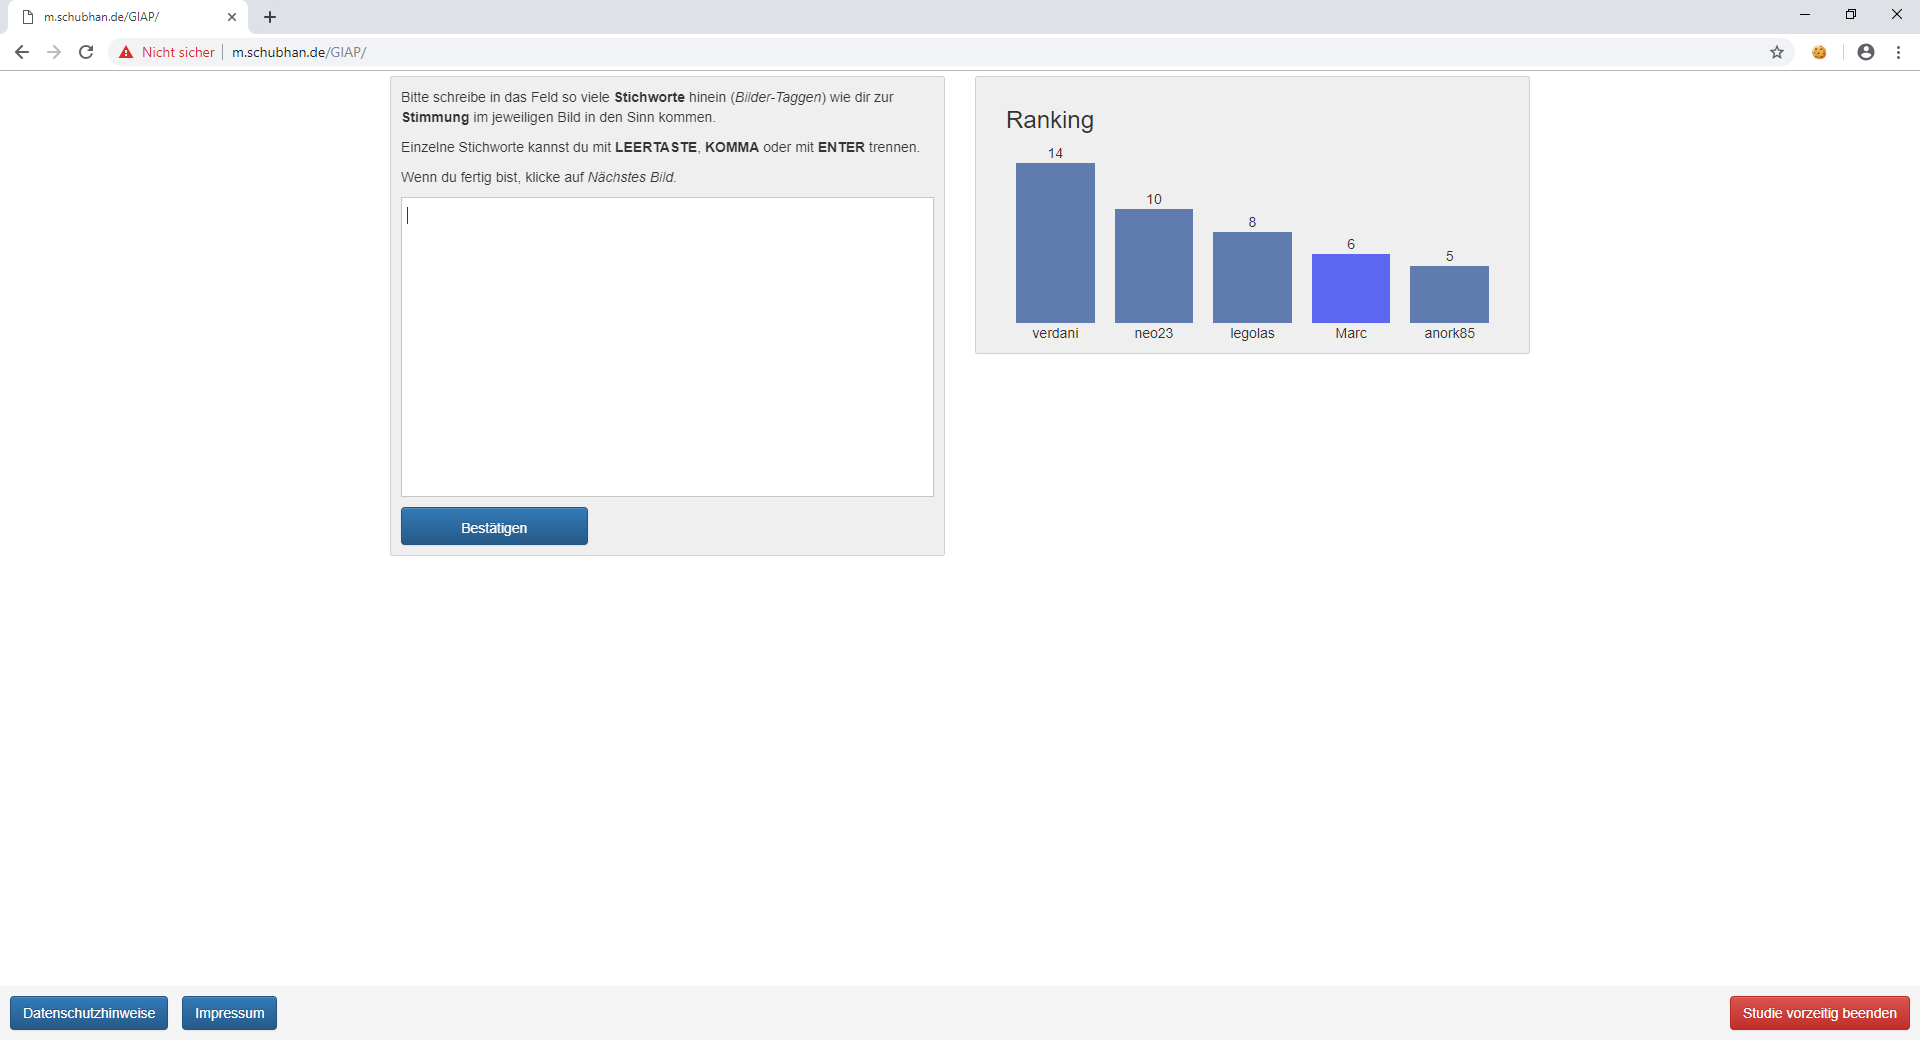 m.schubhan.de/GIAP/
Nicht sicher m.schubhan.de/GIAP/
Bitte schreibe in das Feld so viele Stichworte hinein (Bilder-Taggen) wie dir zur
Stimmung im jeweiligen Bild in den Sinn kommen.
Einzelne Stichworte kannst du mit LEERTASTE, KOMMA oder mit ENTER trennen.
Wenn du fertig bist, klicke auf Nächstes Bild.
Bestätigen
Ranking
14
10
8
6
5
verdani neo23 legolas Marc anork85
Datenschutzhinweise Impressum Studie vorzeitig beenden